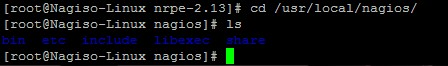 [root@Nagiso-Linux nrpe-2.13]# cd /usr/local/nagios/
[root@Nagiso-Linux nagios]# ls
bin etc include libexec share
[root@Nagiso-Linux nagios]#